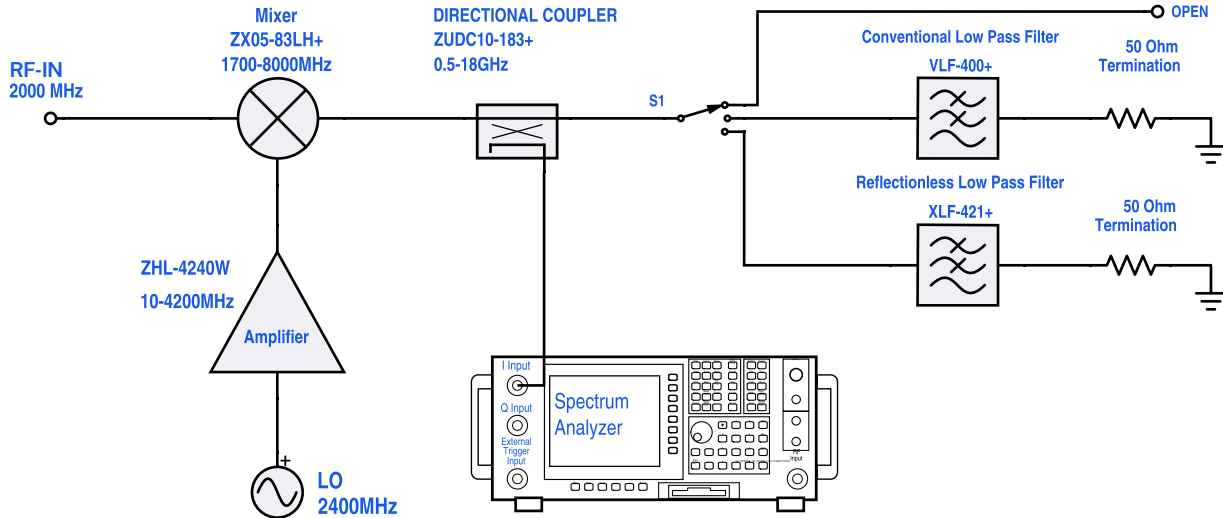 Mixer
ZX05-83LH+
1700-8000MHz
DIRECTIONAL COUPLER
ZUDC10-183+
0.5-18GHz
OPEN
Conventional Low Pass Filter
VLF-400+
50 Ohm
Termination
RF-IN
2000 MHz
S1
Reflectionless Low Pass Filter
XLF-421+
50 Ohm
Termination
ZHL-4240W
10-4200MHz
Amplifier
I Input
Q Input
External
Trigger
Input
Spectrum
Analyzer
RF
Input
+
LO
2400MHz